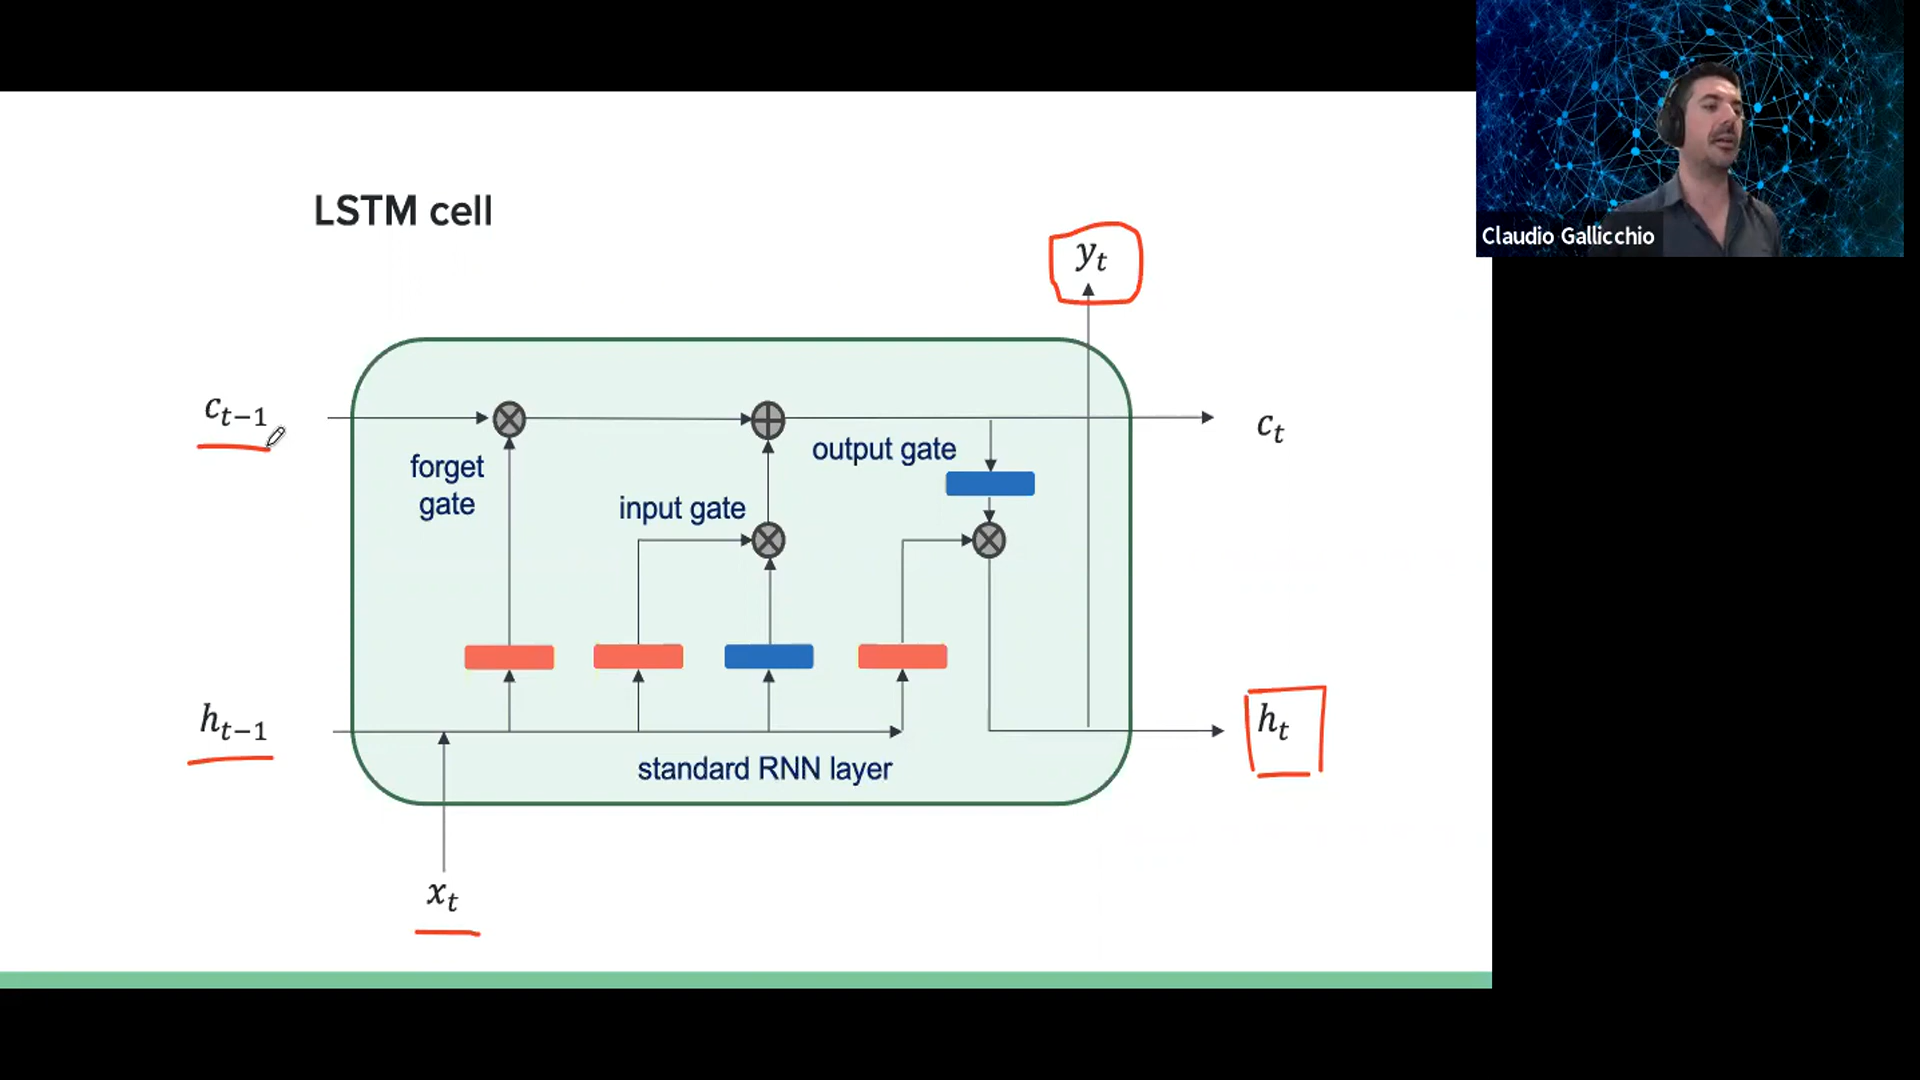 Claudio Gallicchio
LSTM cell
y_t
c_{t-1}
c_t
output gate
forget
gate
input gate
h_{t-1}
h_t
standard RNN layer
x_t